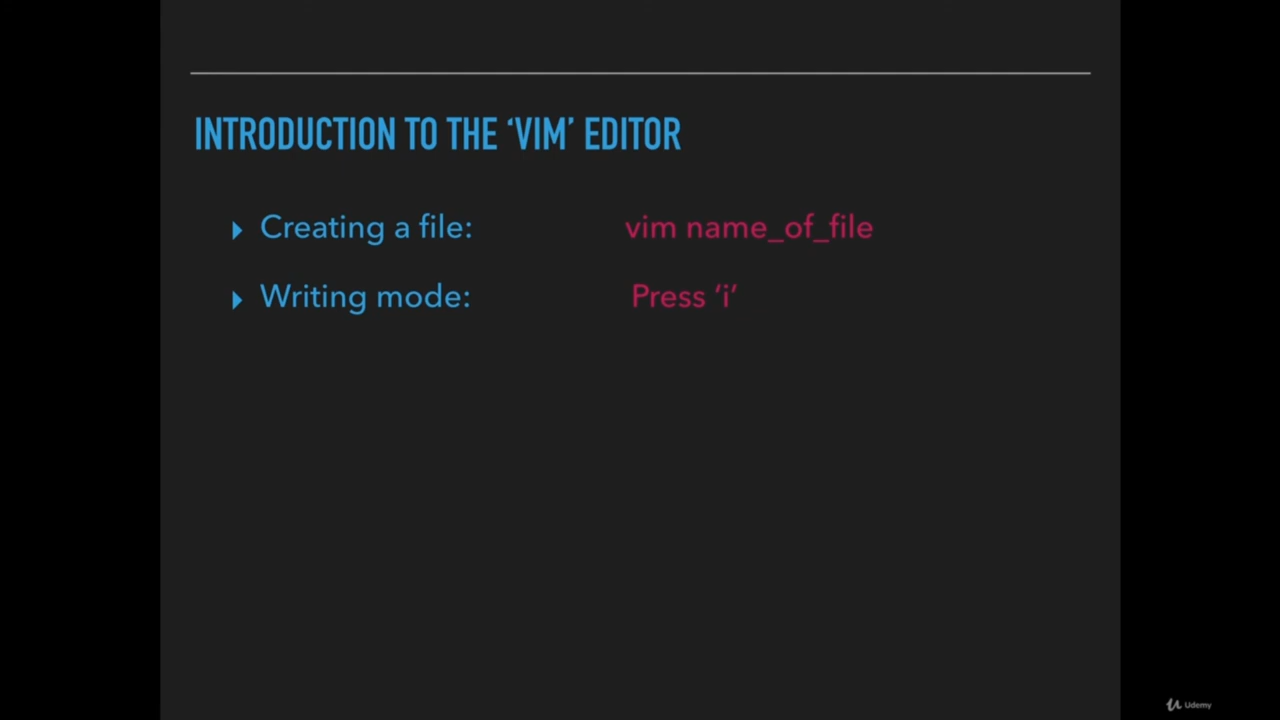 INTRODUCTION TO THE ‘VIM’ EDITOR
Creating a file: vim name_of_file
Writing mode: Press ‘i’
Udemy